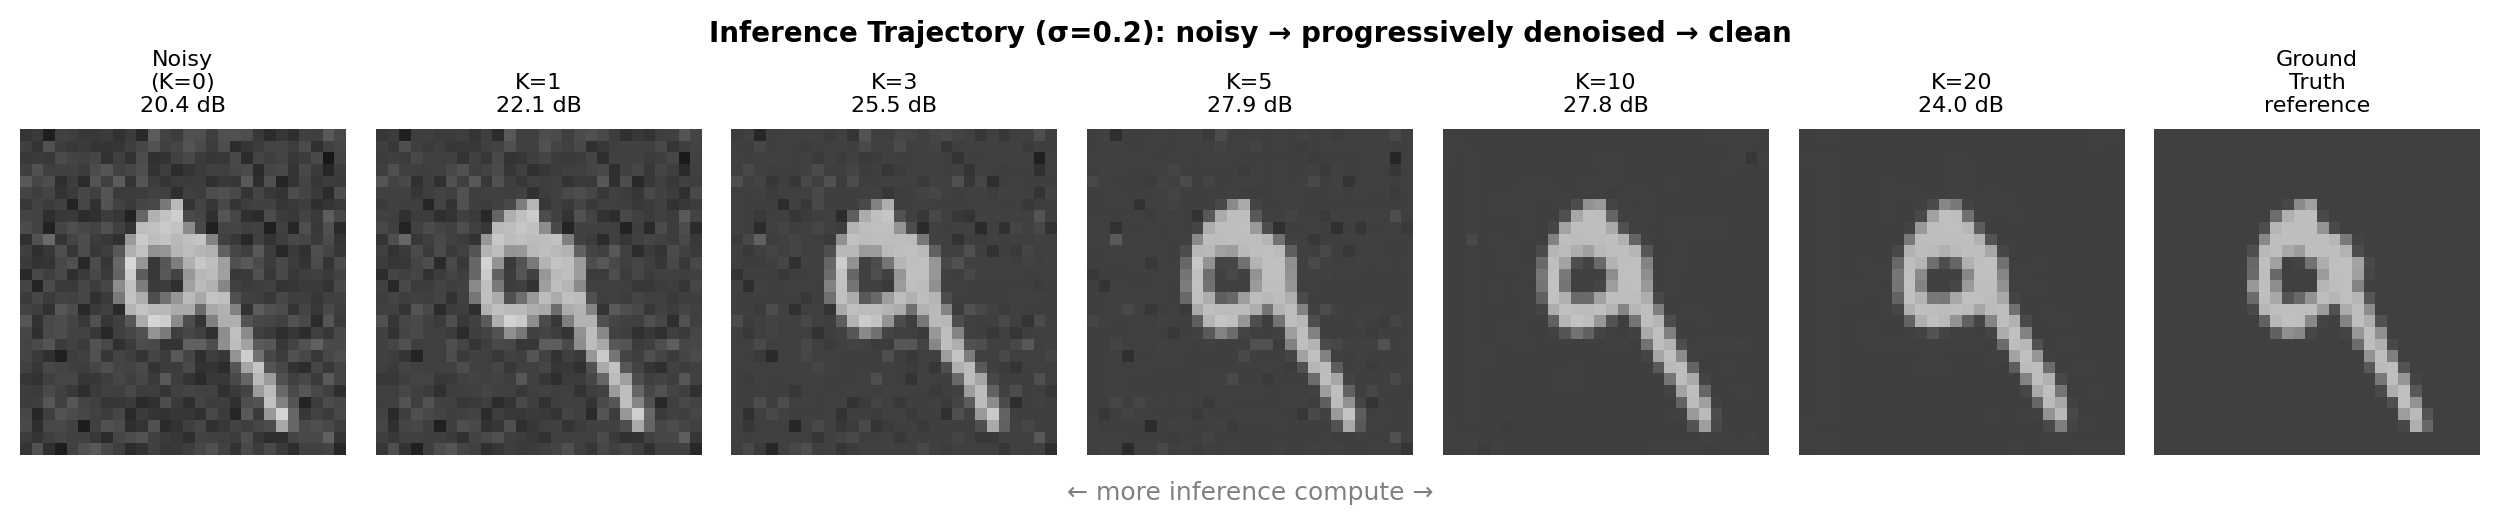 Inference Trajectory (σ=0.2): noisy → progressively denoised → clean
Noisy
(K=0)
20.4 dB
K=1
22.1 dB
K=3
25.5 dB
K=5
27.9 dB
K=10
27.8 dB
K=20
24.0 dB
Ground
Truth
reference
← more inference compute →